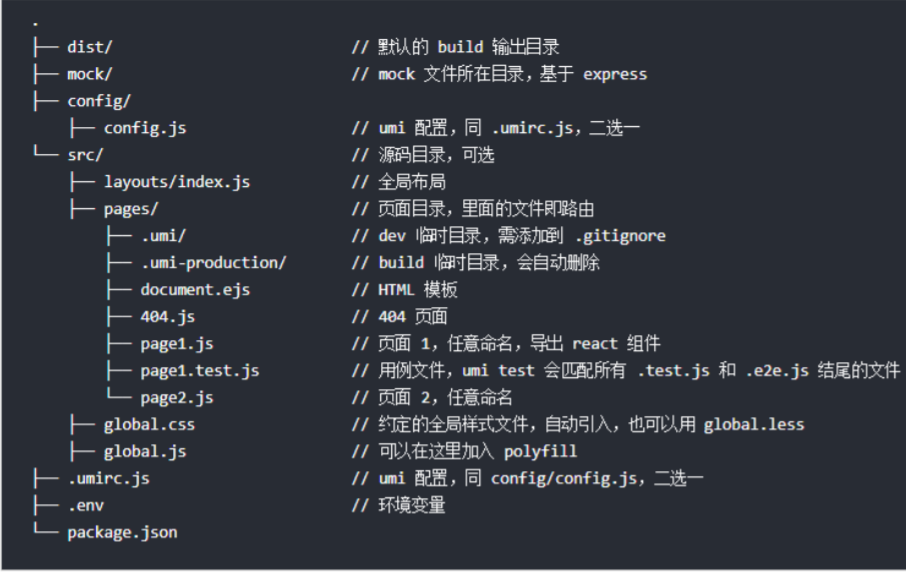 .
├── dist/                          // 默认的 build 输出目录
├── mock/                          // mock 文件所在目录，基于 express
├── config/
    ├── config.js                  // umi 配置，同 .umirc.js，二选一
└── src/                           // 源码目录，可选
    ├── layouts/index.js           // 全局布局
    ├── pages/                     // 页面目录，里面的文件即路由
        ├── .umi/                  // dev 临时目录，需添加到 .gitignore
        ├── .umi-production/       // build 临时目录，会自动删除
        ├── document.ejs           // HTML 模板
        ├── 404.js                 // 404 页面
        ├── page1.js               // 页面 1，任意命名，导出 react 组件
        ├── page1.test.js          // 用例文件，umi test 会匹配所有 .test.js 和 .e2e.js 结尾的文件
        └── page2.js               // 页面 2，任意命名
    ├── global.css                 // 约定的全局样式文件，自动引入，也可以用 global.less
    ├── global.js                  // 可以在这里加入 polyfill
├── .umirc.js                      // umi 配置，同 config/config.js，二选一
├── .env                           // 环境变量
└── package.json